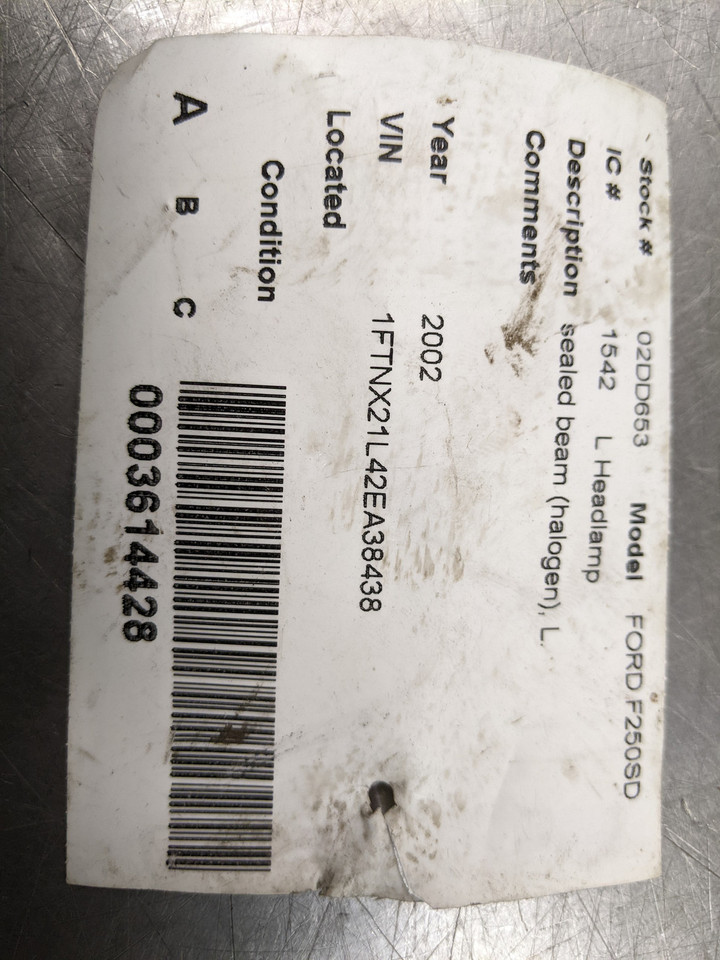 Stock # 02DD653 Model FORD F250SD
IC # 1542 L Headlamp
Description sealed beam (halogen), L.
Comments
Year 2002
VIN 1FTNX21L42EA38438
Located
Condition
A B C
0003614428